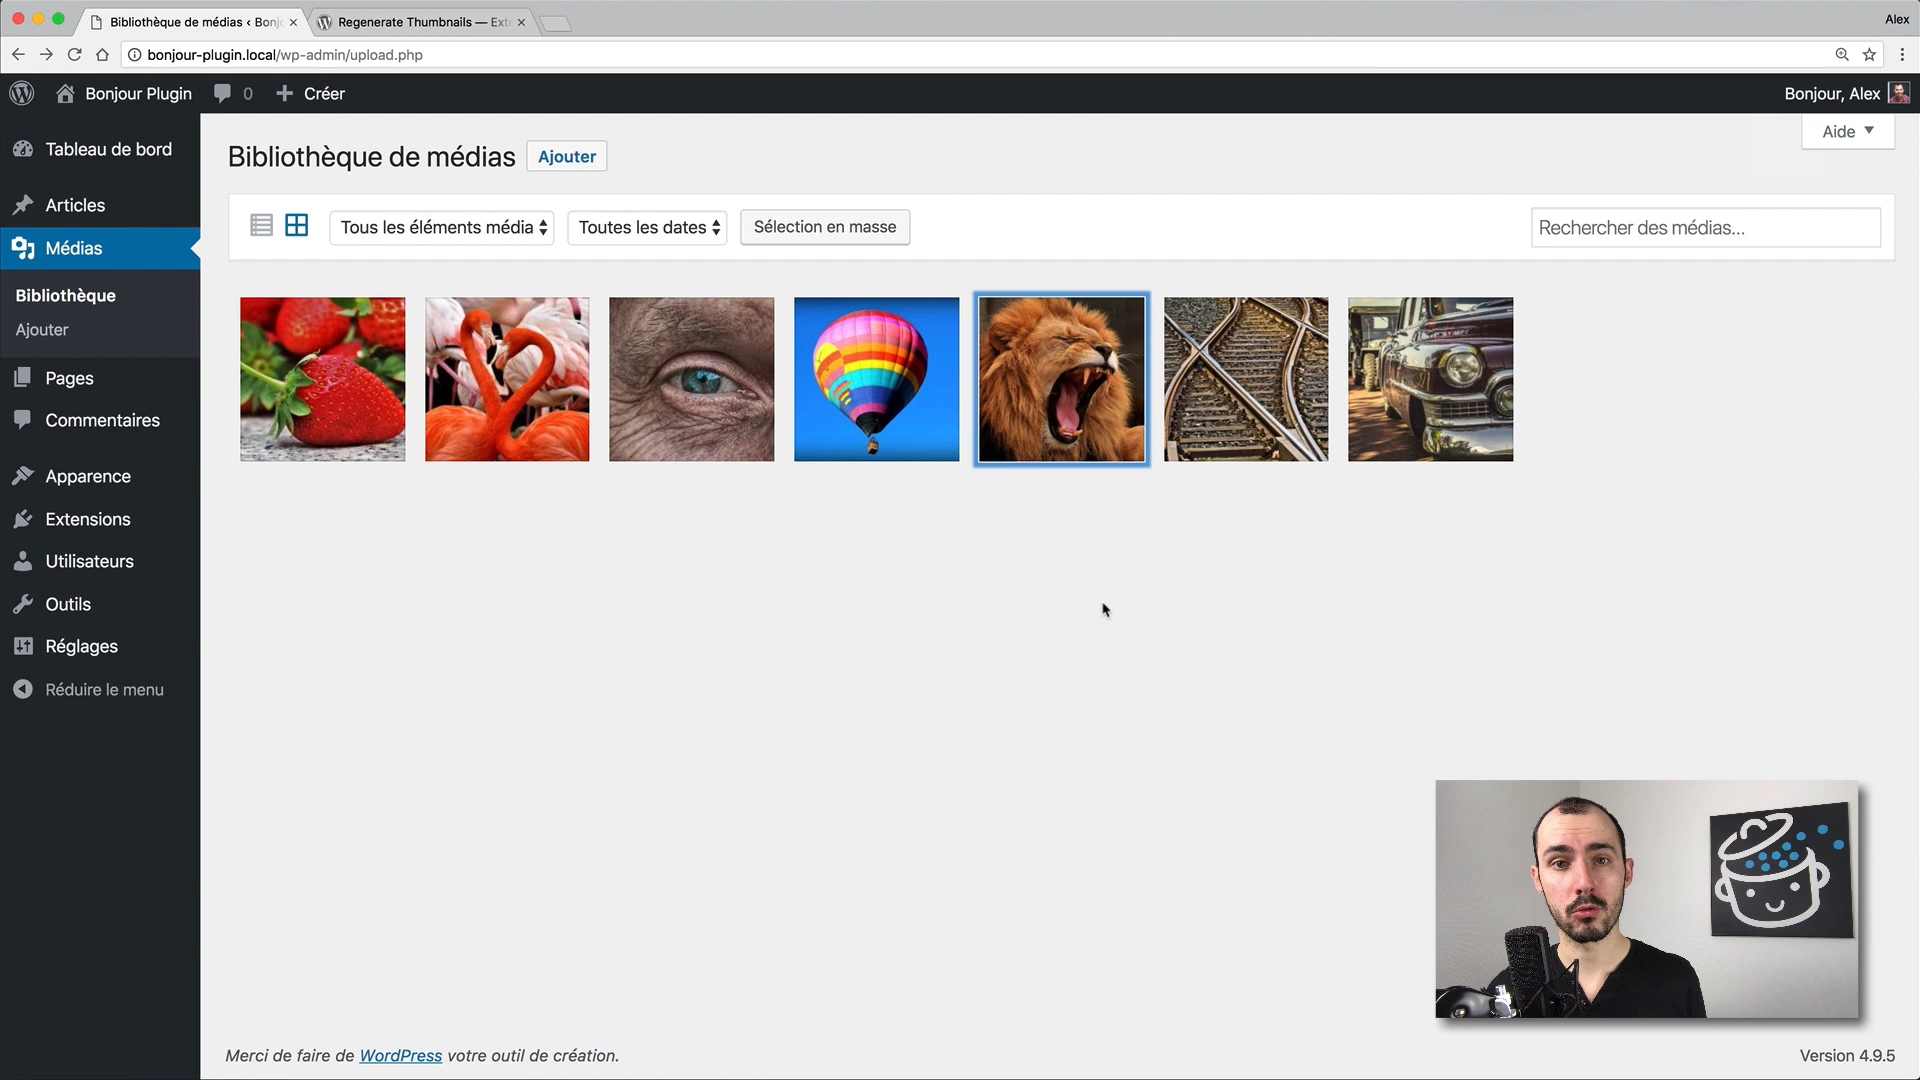 Bibliothèque de médias ‹ Bonj
Regenerate Thumbnails — Ext
Alex
bonjour-plugin.local/wp-admin/upload.php
Bonjour Plugin
0
Créer
Bonjour, Alex
Tableau de bord
Articles
Médias
Bibliothèque
Ajouter
Pages
Commentaires
Apparence
Extensions
Utilisateurs
Outils
Réglages
Réduire le menu
Aide
Bibliothèque de médias
Ajouter
Tous les éléments média
Toutes les dates
Sélection en masse
Rechercher des médias...
Merci de faire de WordPress votre outil de création.
Version 4.9.5